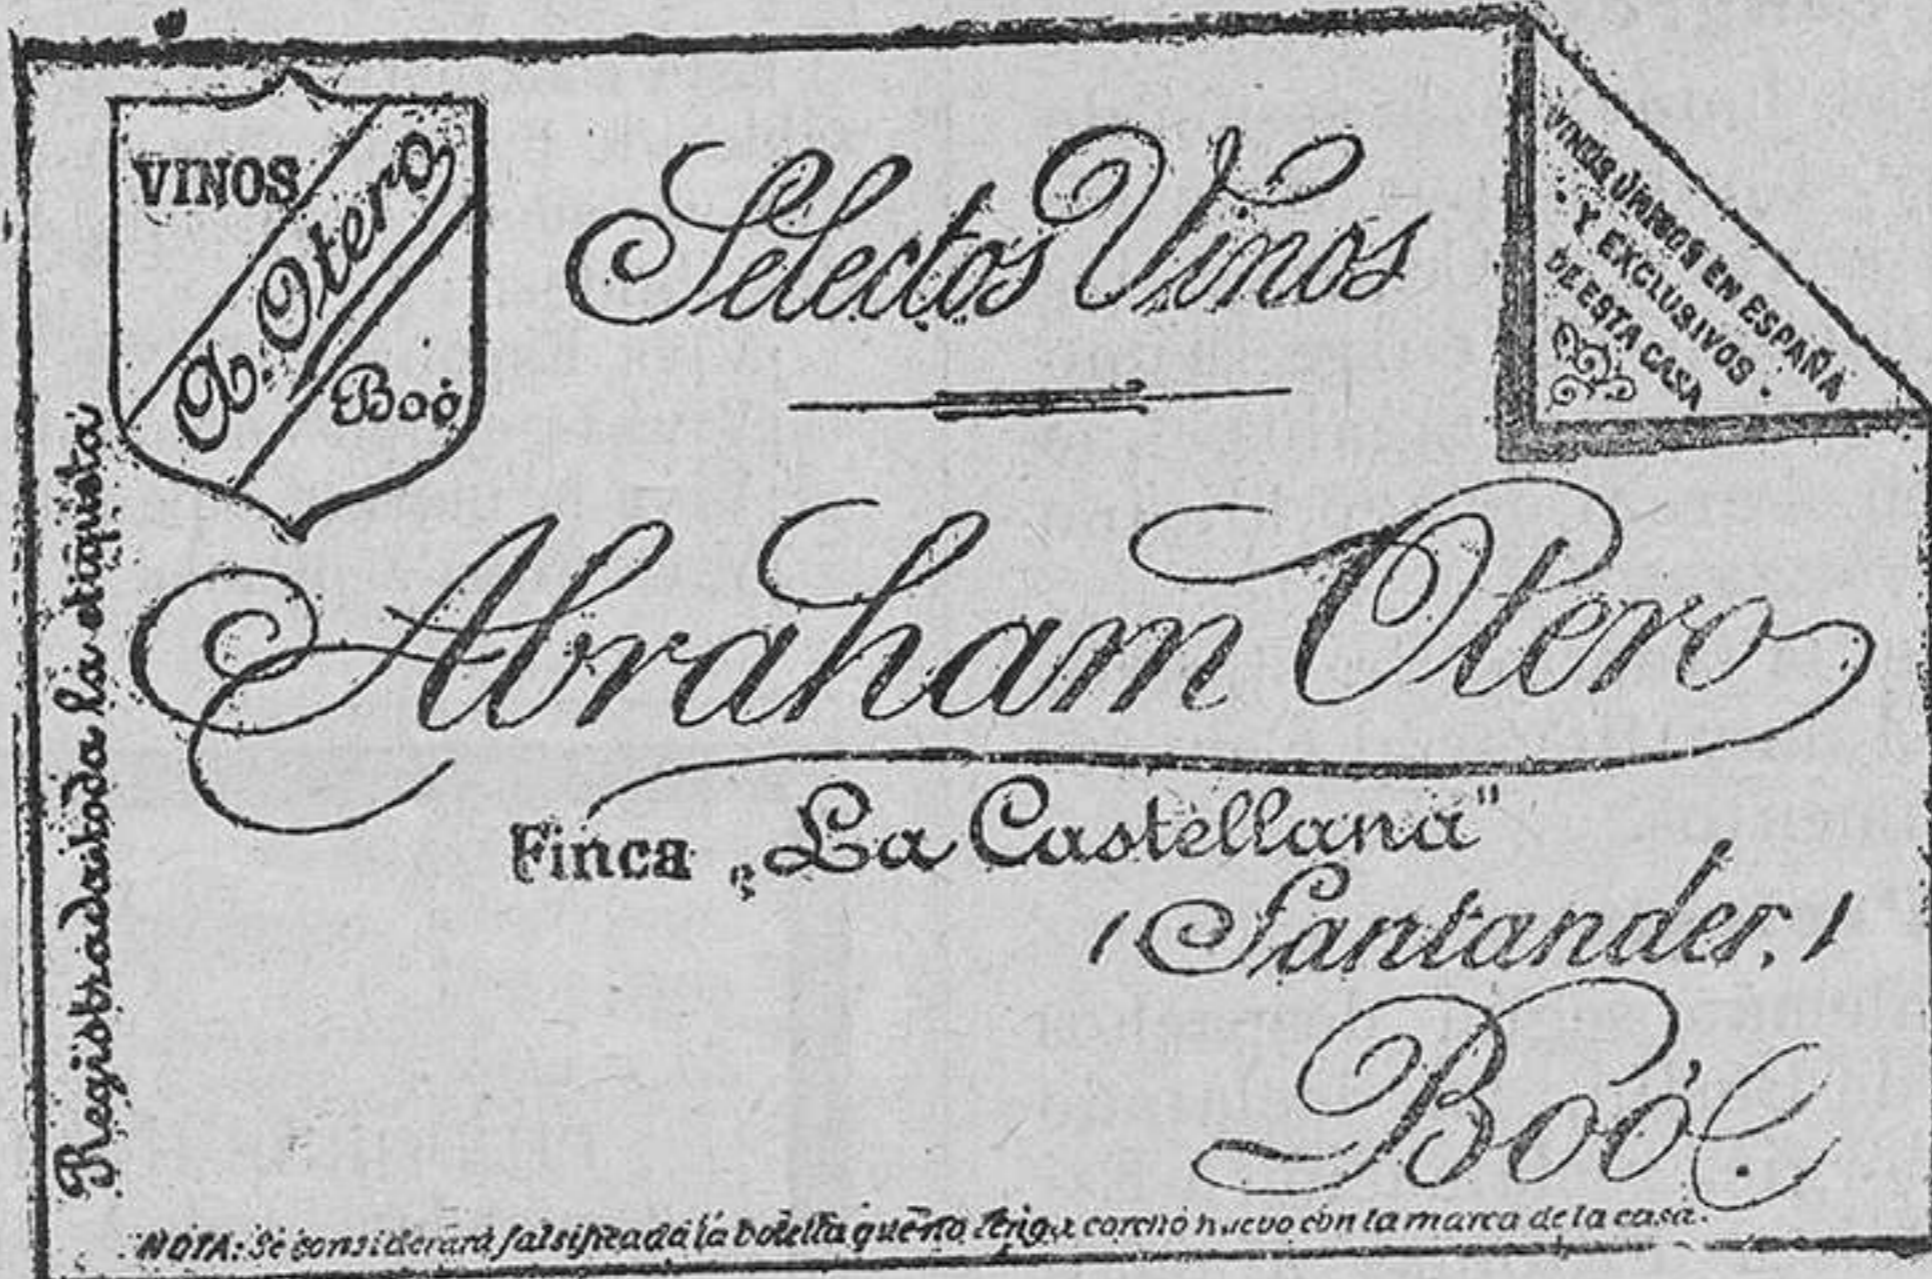 VINOS
A. Otero
Boó
Selectos Vinos
VINOS ÚNICOS EN ESPAÑA
Y EXCLUSIVOS
DE ESTA CASA
Abraham Otero
Finca „La Castellana"
(Santander.)
Boó
Registrada toda la etiqueta
NOTA: Se considerará falsificada la botella que no tenga corcho nuevo con la marca de la casa.